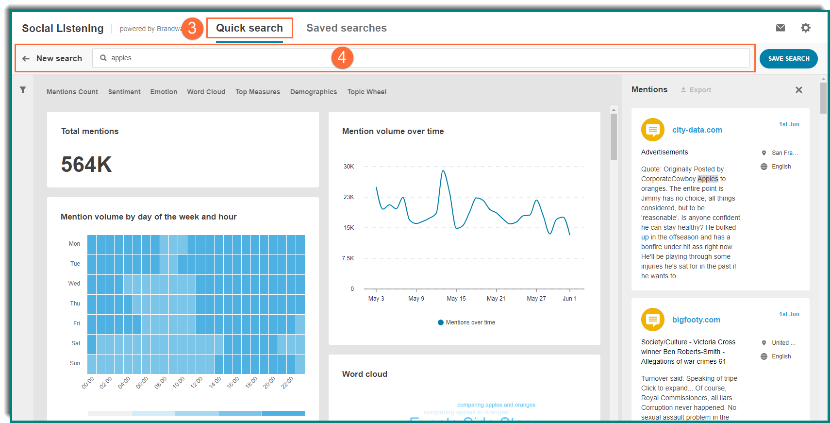 Social Listening
powered by Brandwa
3
Quick search
Saved searches
New search
apples
4
SAVE SEARCH
Mentions Count
Sentiment
Emotion
Word Cloud
Top Measures
Demographics
Topic Wheel
Mentions
Export
Total mentions
564K
Mention volume over time
30K
23K
15K
7.5K
0
May 3
May 9
May 15
May 21
May 27
Jun 1
Mentions over time
Mention volume by day of the week and hour
Mon
Tue
Wed
Thu
Fri
Sat
Sun
00:00
02:00
04:00
06:00
08:00
10:00
12:00
14:00
16:00
18:00
20:00
22:00
Word cloud
comparing apples and oranges
city-data.com
1st Jun
Advertisements
San Fra...
English
Quote: Originally Posted by
CorporateCowboy Apples to
oranges. The entire point is
Jimmy has no choice, all things
considered, but to be
'reasonable'. Is anyone confident
he can stay healthy? He bulked
up in the offseason and has a
bonfire under hit ass right now
He'll be playing through some
injuries he's sat for in the past if
he wants to
bigfooty.com
1st Jun
Society/Culture - Victoria Cross
winner Ben Roberts-Smith -
Allegations of war crimes 61
United ...
English
Turnover said: Speaking of tripe
Click to expand... Of course,
Royal Commissioners, all liars
Corruption never happened. No
sexual assault problem in the